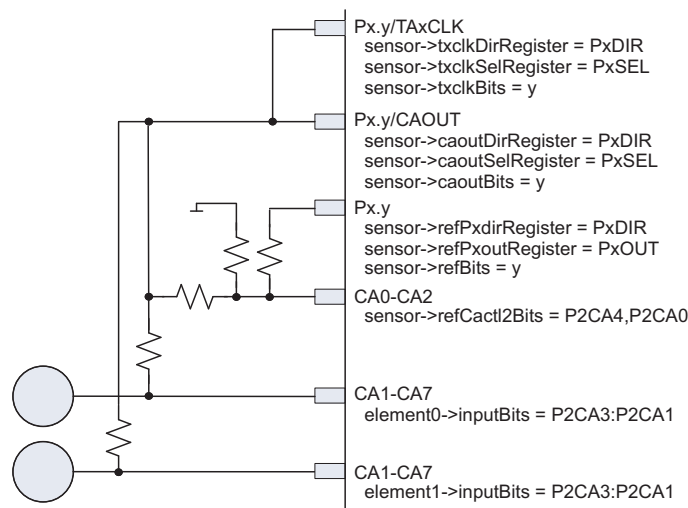 Px.y/TAxCLK
sensor->txclkDirRegister = PxDIR
sensor->txclkSelRegister = PxSEL
sensor->txclkBits = y
Px.y/CAOUT
sensor->caoutDirRegister = PxDIR
sensor->caoutSelRegister = PxSEL
sensor->caoutBits = y
Px.y
sensor->refPxdirRegister = PxDIR
sensor->refPxoutRegister = PxOUT
sensor->refBits = y
CA0-CA2
sensor->refCactl2Bits = P2CA4,P2CA0
CA1-CA7
element0->inputBits = P2CA3:P2CA1
CA1-CA7
element1->inputBits = P2CA3:P2CA1